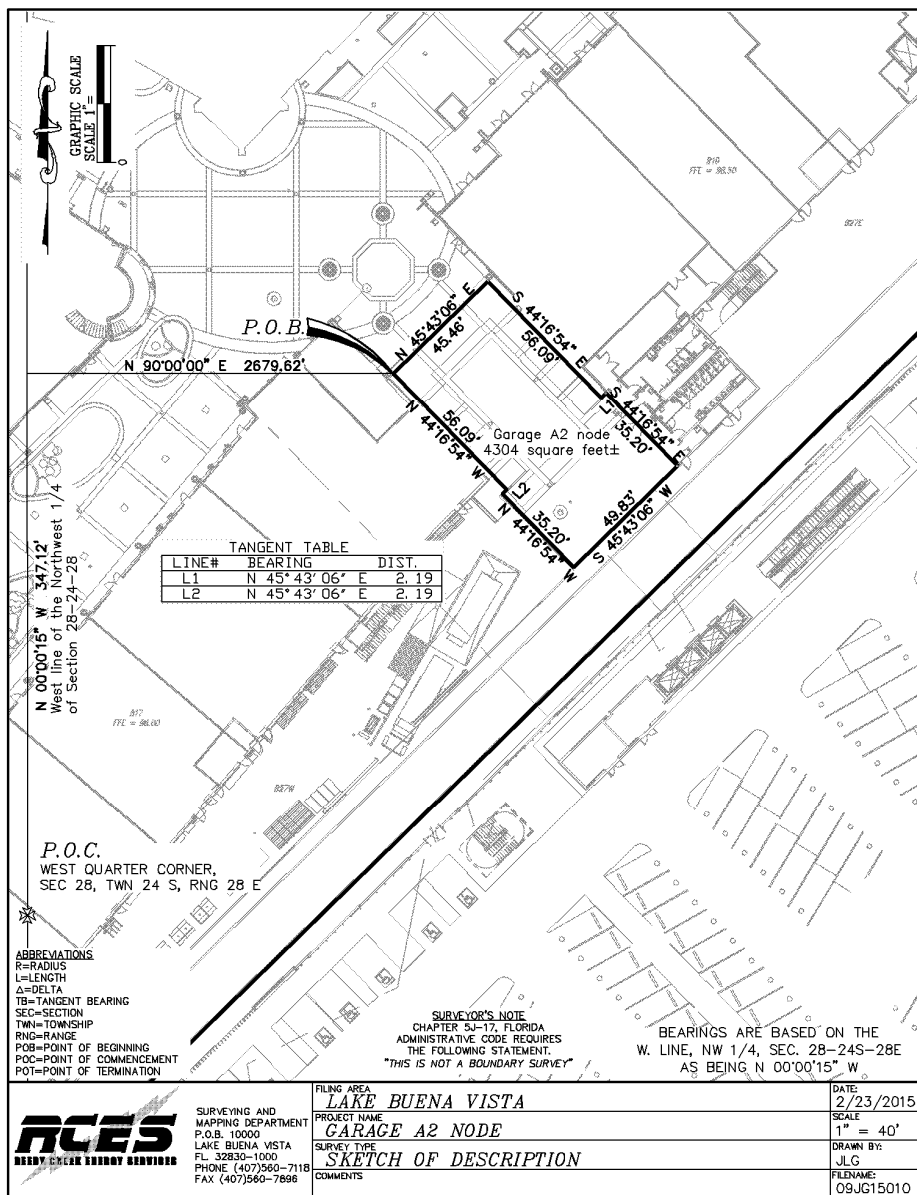 GRAPHIC SCALE
SCALE 1"=
0
B16
FFE = 98.50
B27E
P.O.B.
N 90°00'00" E 2679.62'
N 45°43'06" E
45.46'
S 44°16'54" E
56.09'
L1
S 44°16'54" E
35.20'
56.09'
N 44°16'54" W
Garage A2 node
4304 square feet±
L2
35.20'
N 44°16'54" W
49.83'
S 45°43'06" W
N 00°00'15" W 347.12'
West line of the Northwest 1/4
of Section 28-24-28
TANGENT TABLE
LINE# BEARING DIST.
L1 N 45° 43' 06" E 2.19
L2 N 45° 43' 06" E 2.19
B17
FFE = 98.00
B27W
P.O.C.
WEST QUARTER CORNER,
SEC 28, TWN 24 S, RNG 28 E
ABBREVIATIONS
R=RADIUS
L=LENGTH
Δ=DELTA
TB=TANGENT BEARING
SEC=SECTION
TWN=TOWNSHIP
RNG=RANGE
POB=POINT OF BEGINNING
POC=POINT OF COMMENCEMENT
POT=POINT OF TERMINATION
SURVEYOR'S NOTE
CHAPTER 5J-17, FLORIDA
ADMINISTRATIVE CODE REQUIRES
THE FOLLOWING STATEMENT.
"THIS IS NOT A BOUNDARY SURVEY"
BEARINGS ARE BASED ON THE
W. LINE, NW 1/4, SEC. 28-24S-28E
AS BEING N 00°00'15" W
RCES
REEDY CREEK ENERGY SERVICES
SURVEYING AND
MAPPING DEPARTMENT
P.O.B. 10000
LAKE BUENA VISTA
FL. 32830-1000
PHONE (407)560-7118
FAX (407)560-7896
FILING AREA
LAKE BUENA VISTA
PROJECT NAME
GARAGE A2 NODE
SURVEY TYPE
SKETCH OF DESCRIPTION
COMMENTS
DATE:
2/23/2015
SCALE
1" = 40'
DRAWN BY:
JLG
FILENAME:
09JG15010